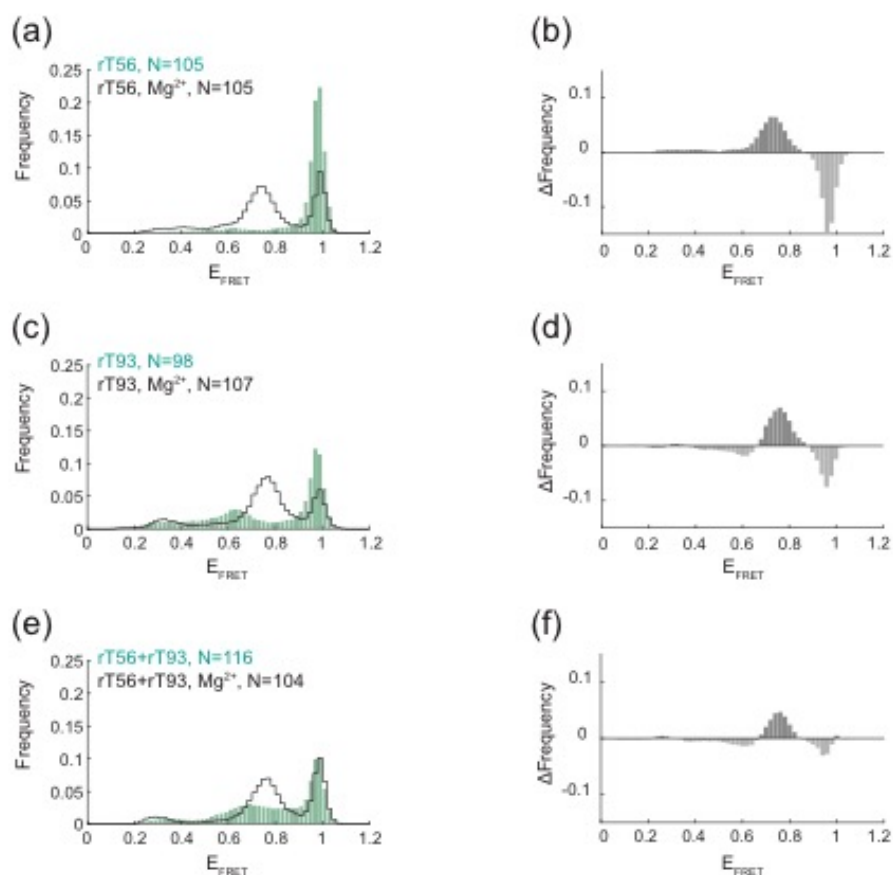 (a)
rT56, N=105
rT56, Mg²⁺, N=105
Frequency
0.25
0.2
0.15
0.1
0.05
0
0 0.2 0.4 0.6 0.8 1 1.2
E_FRET
(b)
ΔFrequency
0.1
0
-0.1
0 0.2 0.4 0.6 0.8 1 1.2
E_FRET
(c)
rT93, N=98
rT93, Mg²⁺, N=107
Frequency
0.25
0.2
0.15
0.1
0.05
0
0 0.2 0.4 0.6 0.8 1 1.2
E_FRET
(d)
ΔFrequency
0.1
0
-0.1
0 0.2 0.4 0.6 0.8 1 1.2
E_FRET
(e)
rT56+rT93, N=116
rT56+rT93, Mg²⁺, N=104
Frequency
0.25
0.2
0.15
0.1
0.05
0
0 0.2 0.4 0.6 0.8 1 1.2
E_FRET
(f)
ΔFrequency
0.1
0
-0.1
0 0.2 0.4 0.6 0.8 1 1.2
E_FRET